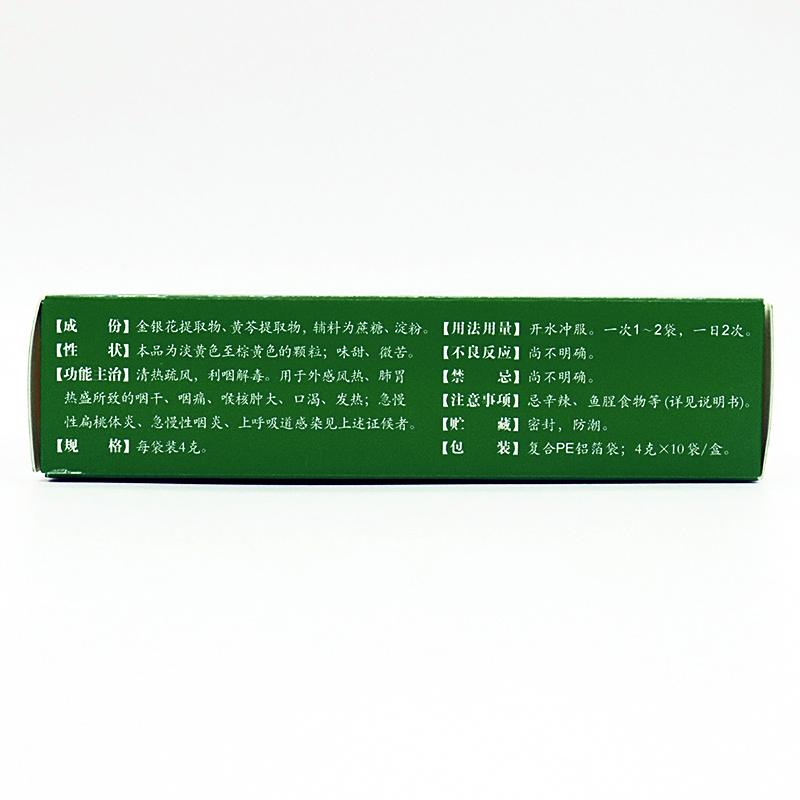 【成份】金银花提取物、黄芩提取物，辅料为蔗糖、淀粉。
【性状】本品为淡黄色至棕黄色的颗粒；味甜、微苦。
【功能主治】清热疏风，利咽解毒。用于外感风热、肺胃
热盛所致的咽干、咽痛、喉核肿大、口渴、发热；急慢
性扁桃体炎、急慢性咽炎、上呼吸道感染见上述证候者。
【规格】每袋装4克。
【用法用量】开水冲服。一次1~2袋，一日2次。
【不良反应】尚不明确。
【禁忌】尚不明确。
【注意事项】忌辛辣、鱼腥食物等(详见说明书)。
【贮藏】密封，防潮。
【包装】复合PE铝箔袋；4克×10袋/盒。